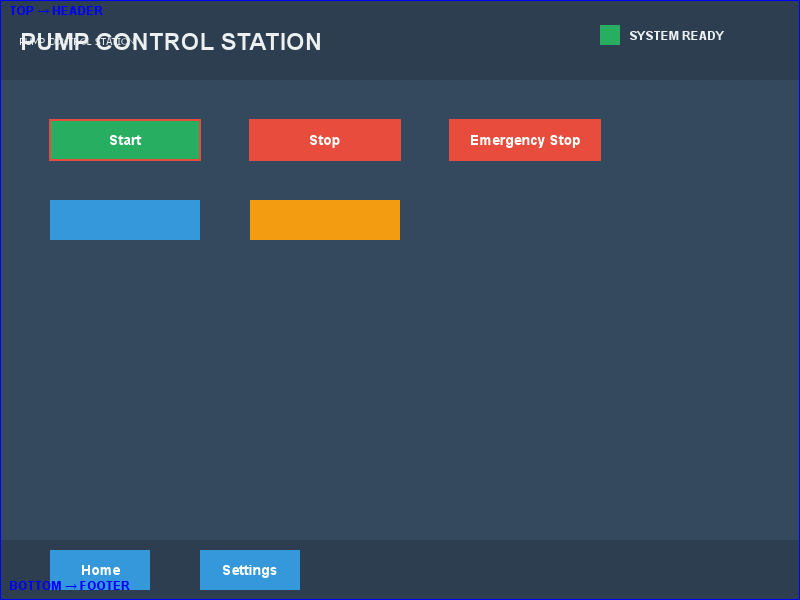 TOP → HEADER
PUMP CONTROL STATION
PUMP CONTROL STATION
SYSTEM READY
Start
Stop
Emergency Stop
Home
Settings
BOTTOM → FOOTER